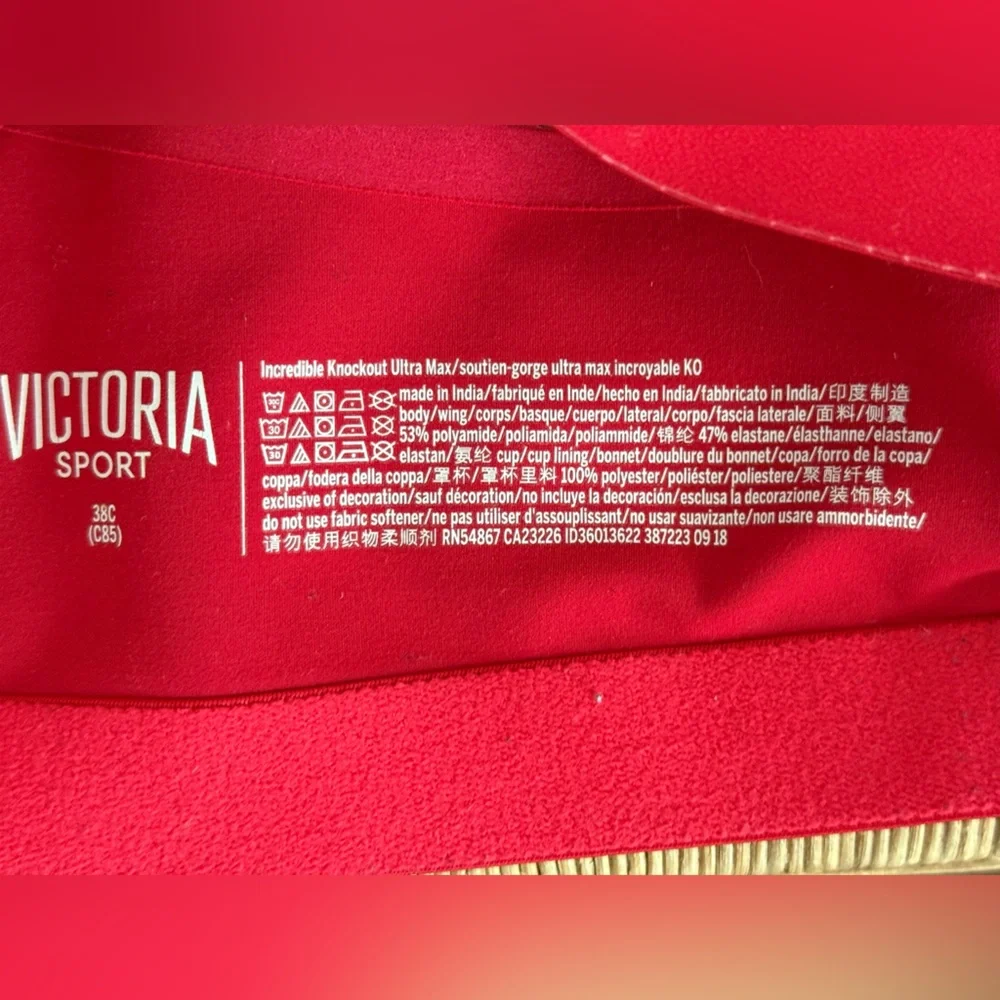 VICTORIA
SPORT
38C
(C85)
Incredible Knockout Ultra Max/soutien-gorge ultra max incroyable KO
made in India/fabriqué en Inde/hecho en India/fabbricato in India/印度制造
body/wing/corps/basque/cuerpo/lateral/corpo/fascia laterale/面料/侧翼
53% polyamide/poliamida/poliammide/锦纶 47% elastane/élasthanne/elastano/
elastan/氨纶 cup/cup lining/bonnet/doublure du bonnet/copa/forro de la copa/
coppa/fodera della coppa/罩杯/罩杯里料 100% polyester/poliéster/poliestere/聚酯纤维
exclusive of decoration/sauf décoration/no incluye la decoración/esclusa la decorazione/装饰除外
do not use fabric softener/ne pas utiliser d'assouplissant/no usar suavizante/non usare ammorbidente/
请勿使用织物柔顺剂 RN54867 CA23226 ID36013622 387223 09 18